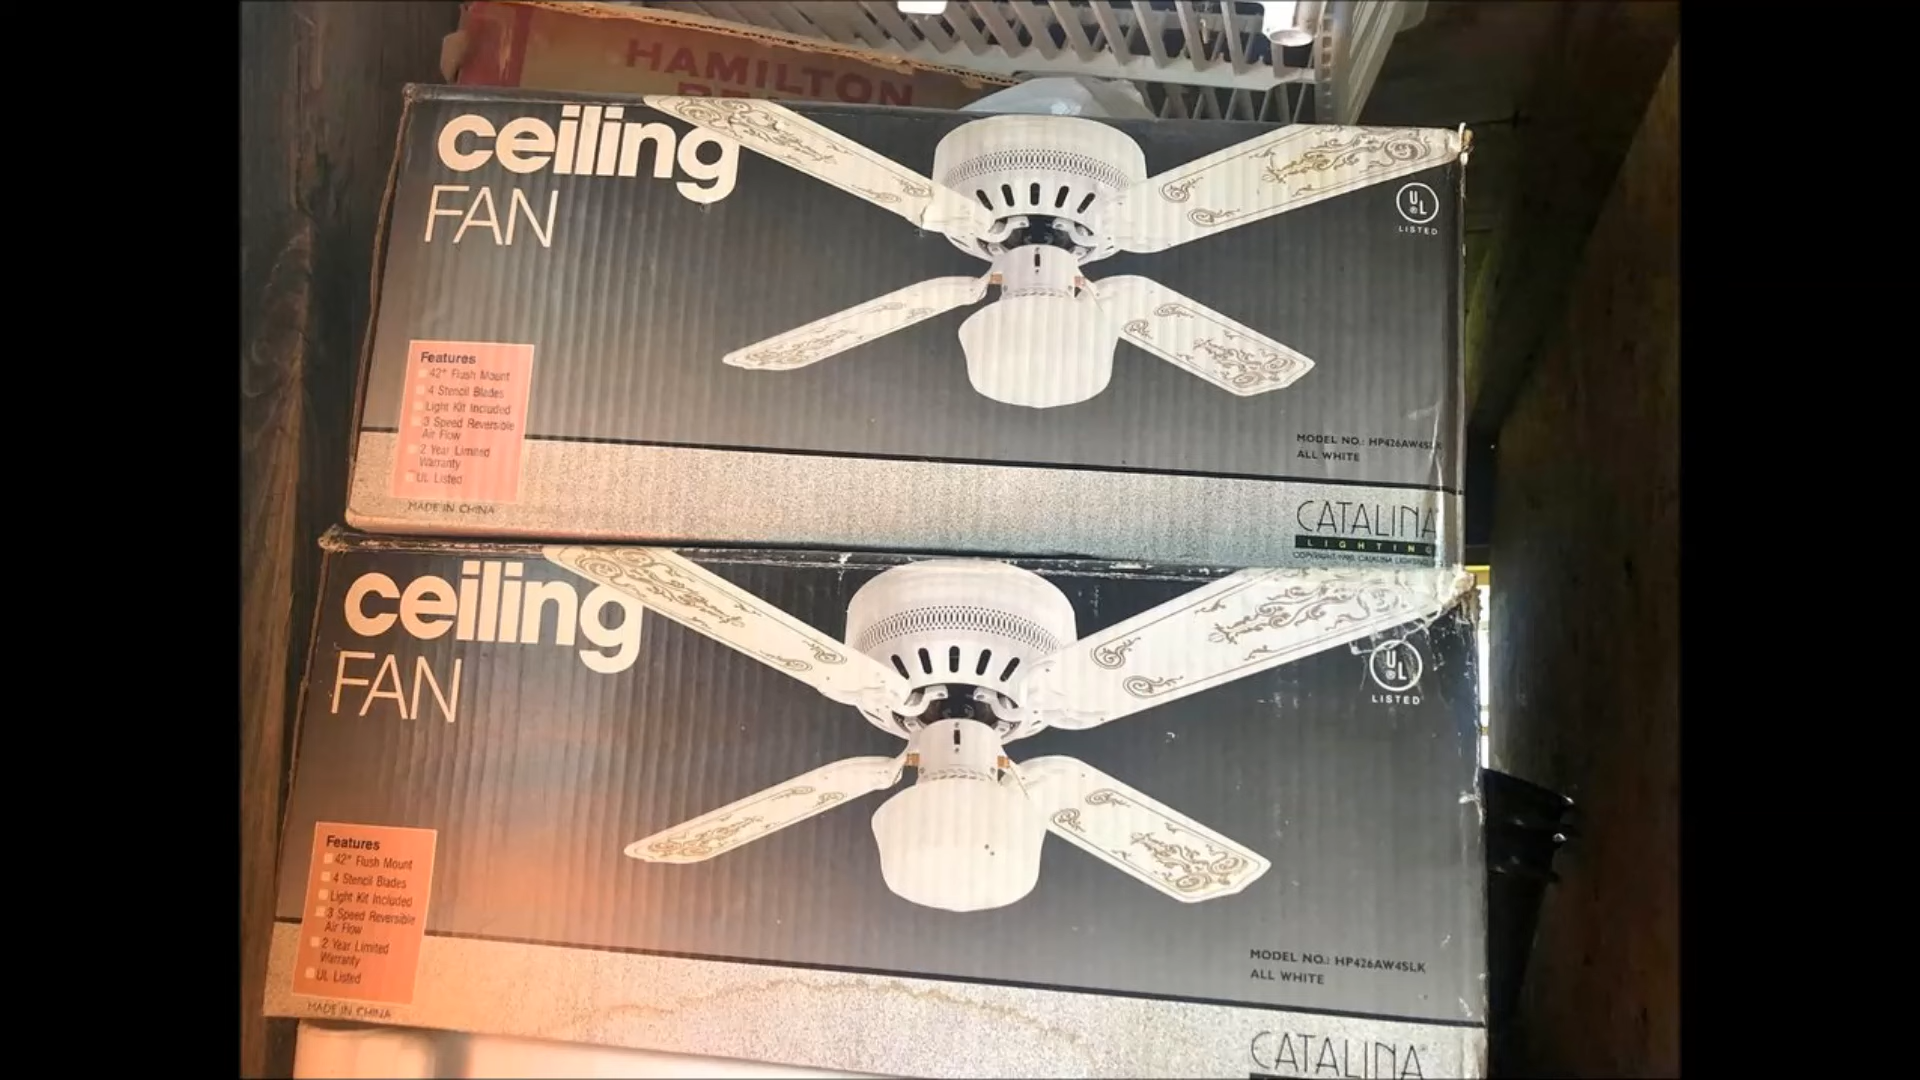 HAMILTON
ceiling
FAN
UL
LISTED
Features
42" Flush Mount
4 Stencil Blades
Light Kit Included
3 Speed Reversible
Air Flow
2 Year Limited
Warranty
UL Listed
MADE IN CHINA
MODEL NO.: HP426AW4SLK
ALL WHITE
CATALINA
LIGHTING
ceiling
FAN
UL
LISTED
Features
42" Flush Mount
4 Stencil Blades
Light Kit Included
3 Speed Reversible
Air Flow
2 Year Limited
Warranty
UL Listed
MADE IN CHINA
MODEL NO.: HP426AW4SLK
ALL WHITE
CATALINA